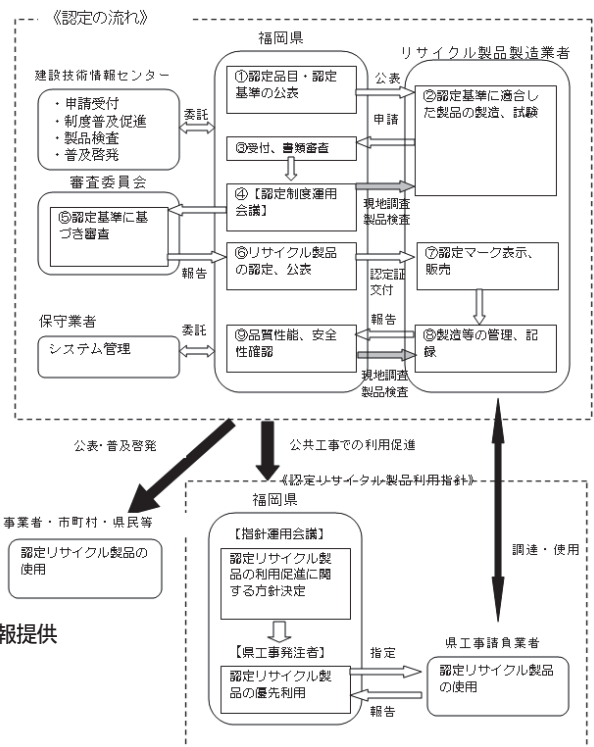 《認定の流れ》
福岡県
リサイクル製品製造業者
建設技術情報センター
・申請受付
・制度普及促進
・製品検査
・普及啓発
委託
①認定品目・認定
基準の公表
公表
申請
②認定基準に適合し
た製品の製造、試験
③受付、書類審査
審査委員会
④【認定制度運用
会議】
現地調査
製品検査
⑤認定基準に基
づき審査
報告
⑥リサイクル製品
の認定、公表
認定証
交付
⑦認定マーク表示、
販売
保守業者
システム管理
委託
⑨品質性能、安全
性確認
報告
⑧製造等の管理、記
録
現地調査
製品検査
公表・普及啓発
公共工事での利用促進
《認定リサイクル製品利用指針》
福岡県
事業者・市町村・県民等
認定リサイクル製品の
使用
【指針運用会議】
認定リサイクル製
品の利用促進に関
する方針決定
調達・使用
報提供
【県工事発注者】
認定リサイクル製
品の優先利用
指定
報告
県工事請負業者
認定リサイクル製品
の使用